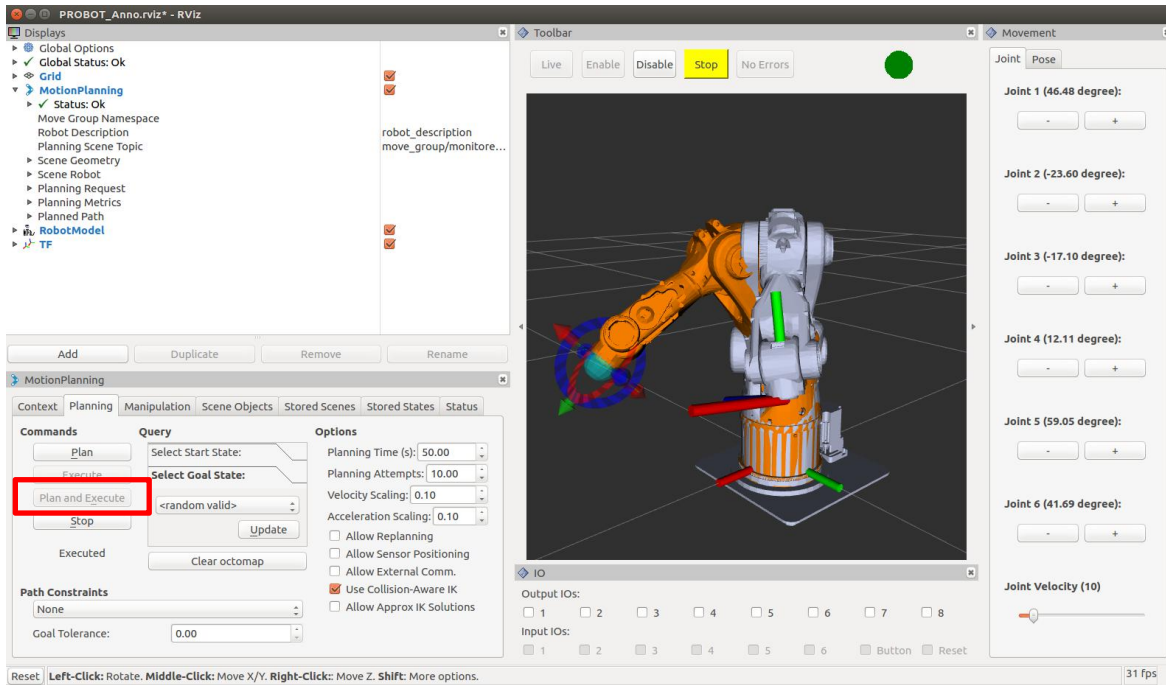 PROBOT_Anno.rviz* - RViz
Displays
Global Options
Global Status: Ok
Grid
MotionPlanning
Status: Ok
Move Group Namespace
Robot Description robot_description
Planning Scene Topic move_group/monitore...
Scene Geometry
Scene Robot
Planning Request
Planning Metrics
Planned Path
RobotModel
TF
Add Duplicate Remove Rename
MotionPlanning
Context Planning Manipulation Scene Objects Stored Scenes Stored States Status
Commands Query Options
Plan Select Start State: Planning Time (s): 50.00
Execute Select Goal State: Planning Attempts: 10.00
Plan and Execute <random valid> Velocity Scaling: 0.10
Stop Update Acceleration Scaling: 0.10
Allow Replanning
Executed Clear octomap Allow Sensor Positioning
Allow External Comm.
Path Constraints Use Collision-Aware IK
None Allow Approx IK Solutions
Goal Tolerance: 0.00
Toolbar
Live Enable Disable Stop No Errors
IO
Output IOs:
1 2 3 4 5 6 7 8
Input IOs:
1 2 3 4 5 6 Button Reset
Movement
Joint Pose
Joint 1 (46.48 degree):
- +
Joint 2 (-23.60 degree):
- +
Joint 3 (-17.10 degree):
- +
Joint 4 (12.11 degree):
- +
Joint 5 (59.05 degree):
- +
Joint 6 (41.69 degree):
- +
Joint Velocity (10)
Reset Left-Click: Rotate. Middle-Click: Move X/Y. Right-Click:: Move Z. Shift: More options. 31 fps